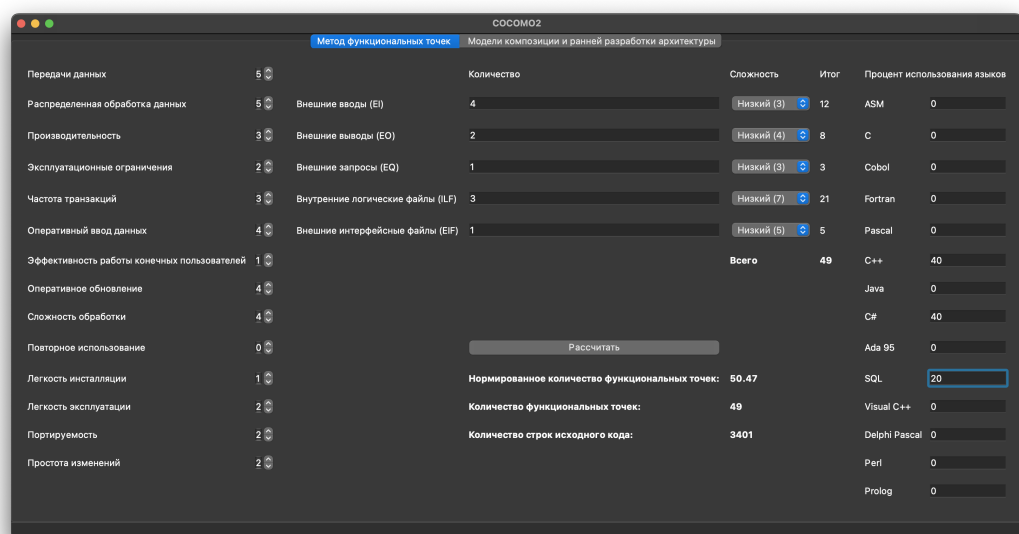 COCOMO2
Метод функциональных точек Модели композиции и ранней разработки архитектуры
Передачи данных 5 Количество Сложность Итог Процент использования языков
Распределенная обработка данных 5 Внешние вводы (EI) 4 Низкий (3) 12 ASM 0
Производительность 3 Внешние выводы (EO) 2 Низкий (4) 8 C 0
Эксплуатационные ограничения 2 Внешние запросы (EQ) 1 Низкий (3) 3 Cobol 0
Частота транзакций 3 Внутренние логические файлы (ILF) 3 Низкий (7) 21 Fortran 0
Оперативный ввод данных 4 Внешние интерфейсные файлы (EIF) 1 Низкий (5) 5 Pascal 0
Эффективность работы конечных пользователей 1 Всего 49 C++ 40
Оперативное обновление 4 Java 0
Сложность обработки 4 C# 40
Повторное использование 0 Рассчитать Ada 95 0
Легкость инсталляции 1 Нормированное количество функциональных точек: 50.47 SQL 20
Легкость эксплуатации 2 Количество функциональных точек: 49 Visual C++ 0
Портируемость 2 Количество строк исходного кода: 3401 Delphi Pascal 0
Простота изменений 2 Perl 0
Prolog 0